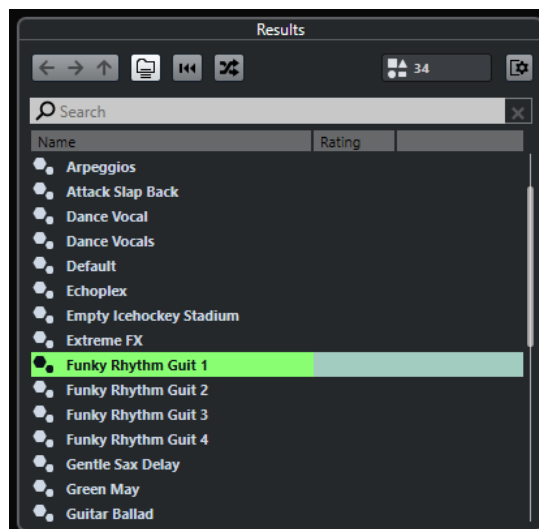 Results
34
Search
Name Rating
Arpeggios
Attack Slap Back
Dance Vocal
Dance Vocals
Default
Echoplex
Empty Icehockey Stadium
Extreme FX
Funky Rhythm Guit 1
Funky Rhythm Guit 2
Funky Rhythm Guit 3
Funky Rhythm Guit 4
Gentle Sax Delay
Green May
Guitar Ballad